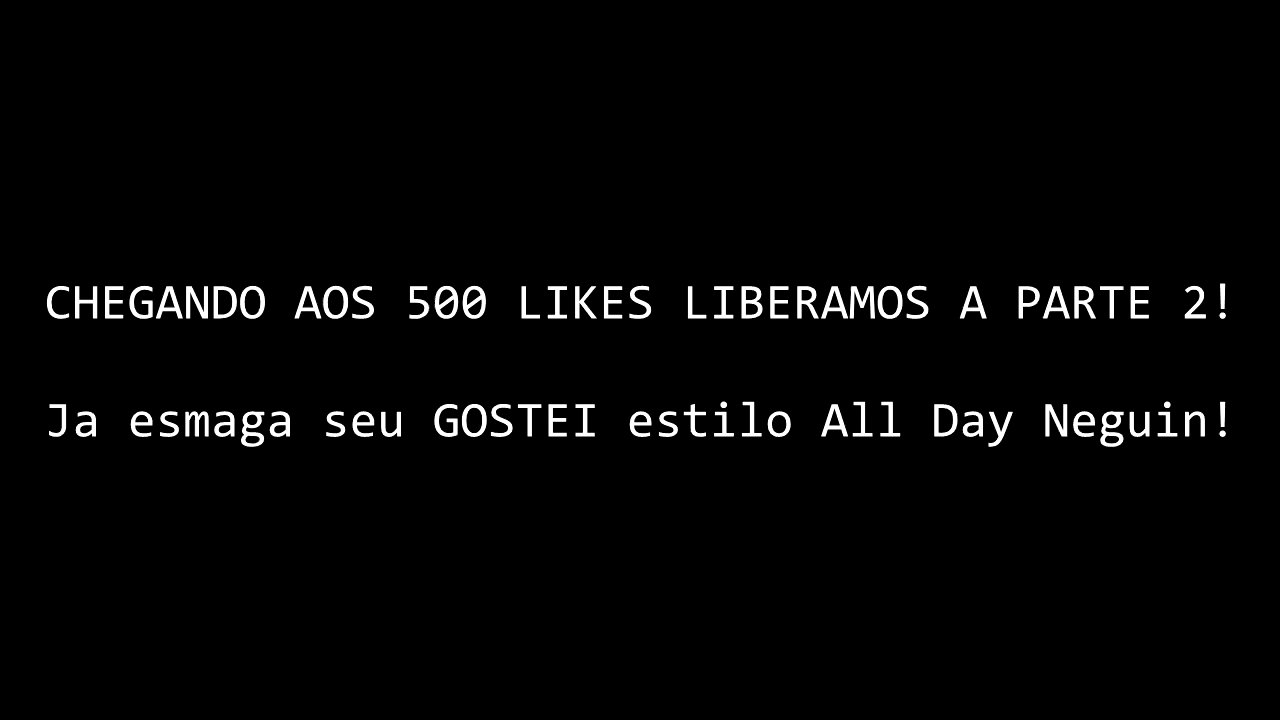 CHEGANDO AOS 500 LIKES LIBERAMOS A PARTE 2!
Ja esmaga seu GOSTEI estilo All Day Neguin!